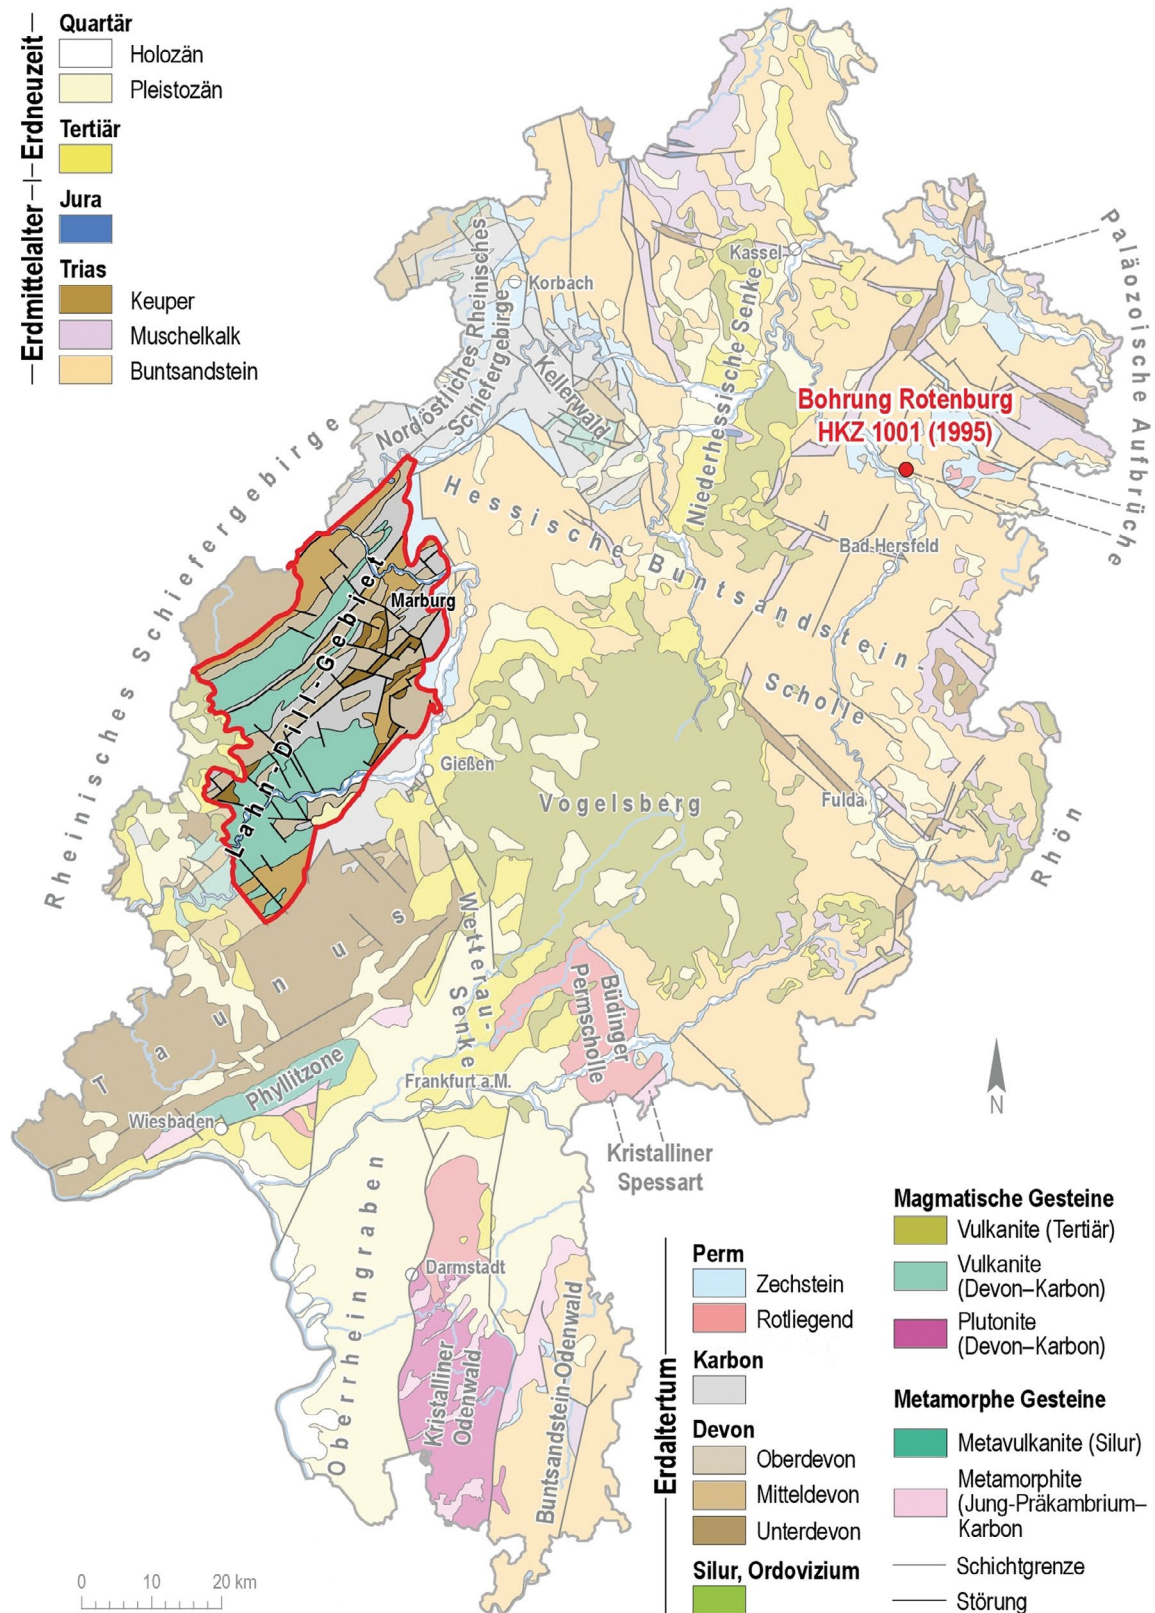 Quartär
Holozän
Pleistozän
Tertiär
Jura
Trias
Keuper
Muschelkalk
Buntsandstein
Erdneuzeit
Erdmittelalter
Kassel
Korbach
Nordöstliches Rheinisches
Schiefergebirge
Kellerwald
Niederhessische Senke
Paläozoische Aufbrüche
Bohrung Rotenburg
HKZ 1001 (1995)
Bad Hersfeld
Hessische Buntsandstein-
Scholle
Rheinisches Schiefergebirge
Marburg
Lahn-Dill-Gebiet
Gießen
Vogelsberg
Fulda
Rhön
Taunus
Wetterau-
Senke
Büdinger
Permscholle
Phyllitzone
Frankfurt a.M.
Wiesbaden
Kristalliner
Spessart
N
Oberrheingraben
Darmstadt
Kristalliner
Odenwald
Buntsandstein-Odenwald
0 10 20 km
Erdaltertum
Perm
Zechstein
Rotliegend
Karbon
Devon
Oberdevon
Mitteldevon
Unterdevon
Silur, Ordovizium
Magmatische Gesteine
Vulkanite (Tertiär)
Vulkanite
(Devon–Karbon)
Plutonite
(Devon–Karbon)
Metamorphe Gesteine
Metavulkanite (Silur)
Metamorphite
(Jung-Präkambrium–
Karbon
Schichtgrenze
Störung